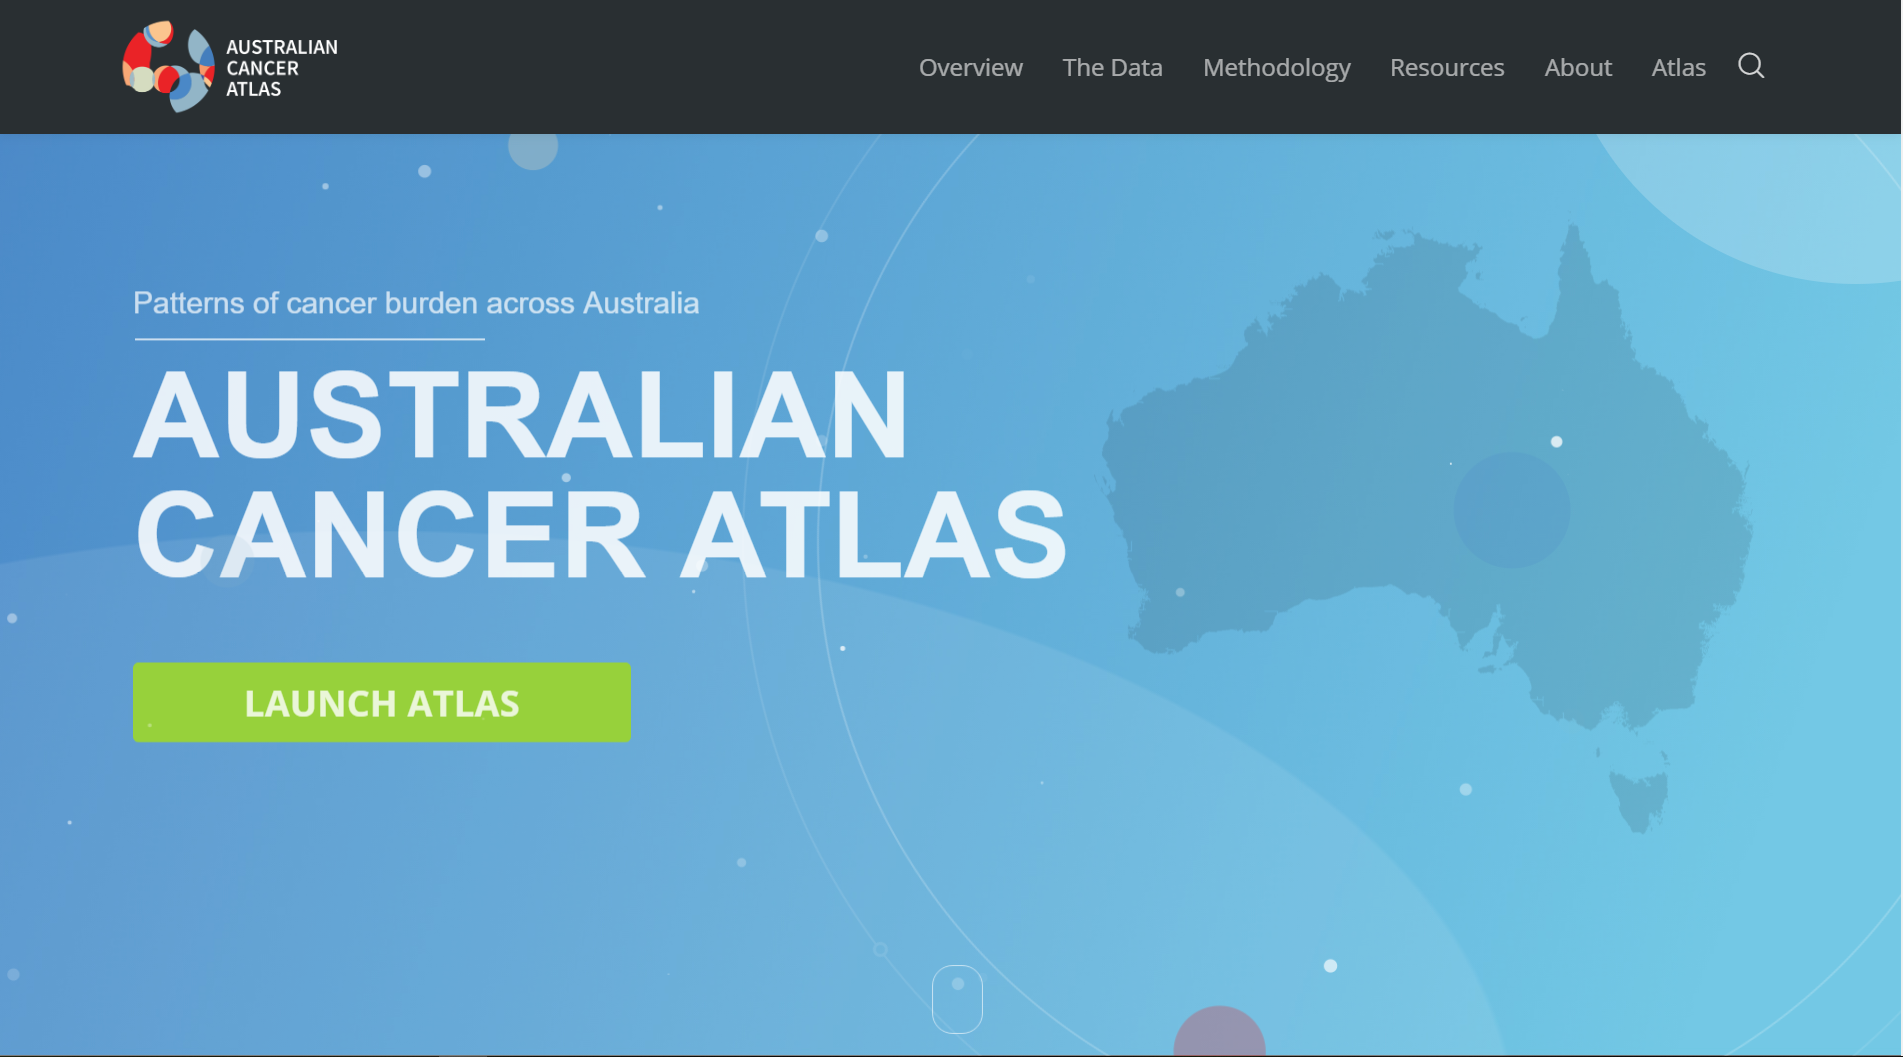 AUSTRALIAN
CANCER
ATLAS
Overview The Data Methodology Resources About Atlas
Patterns of cancer burden across Australia
AUSTRALIAN
CANCER ATLAS
LAUNCH ATLAS